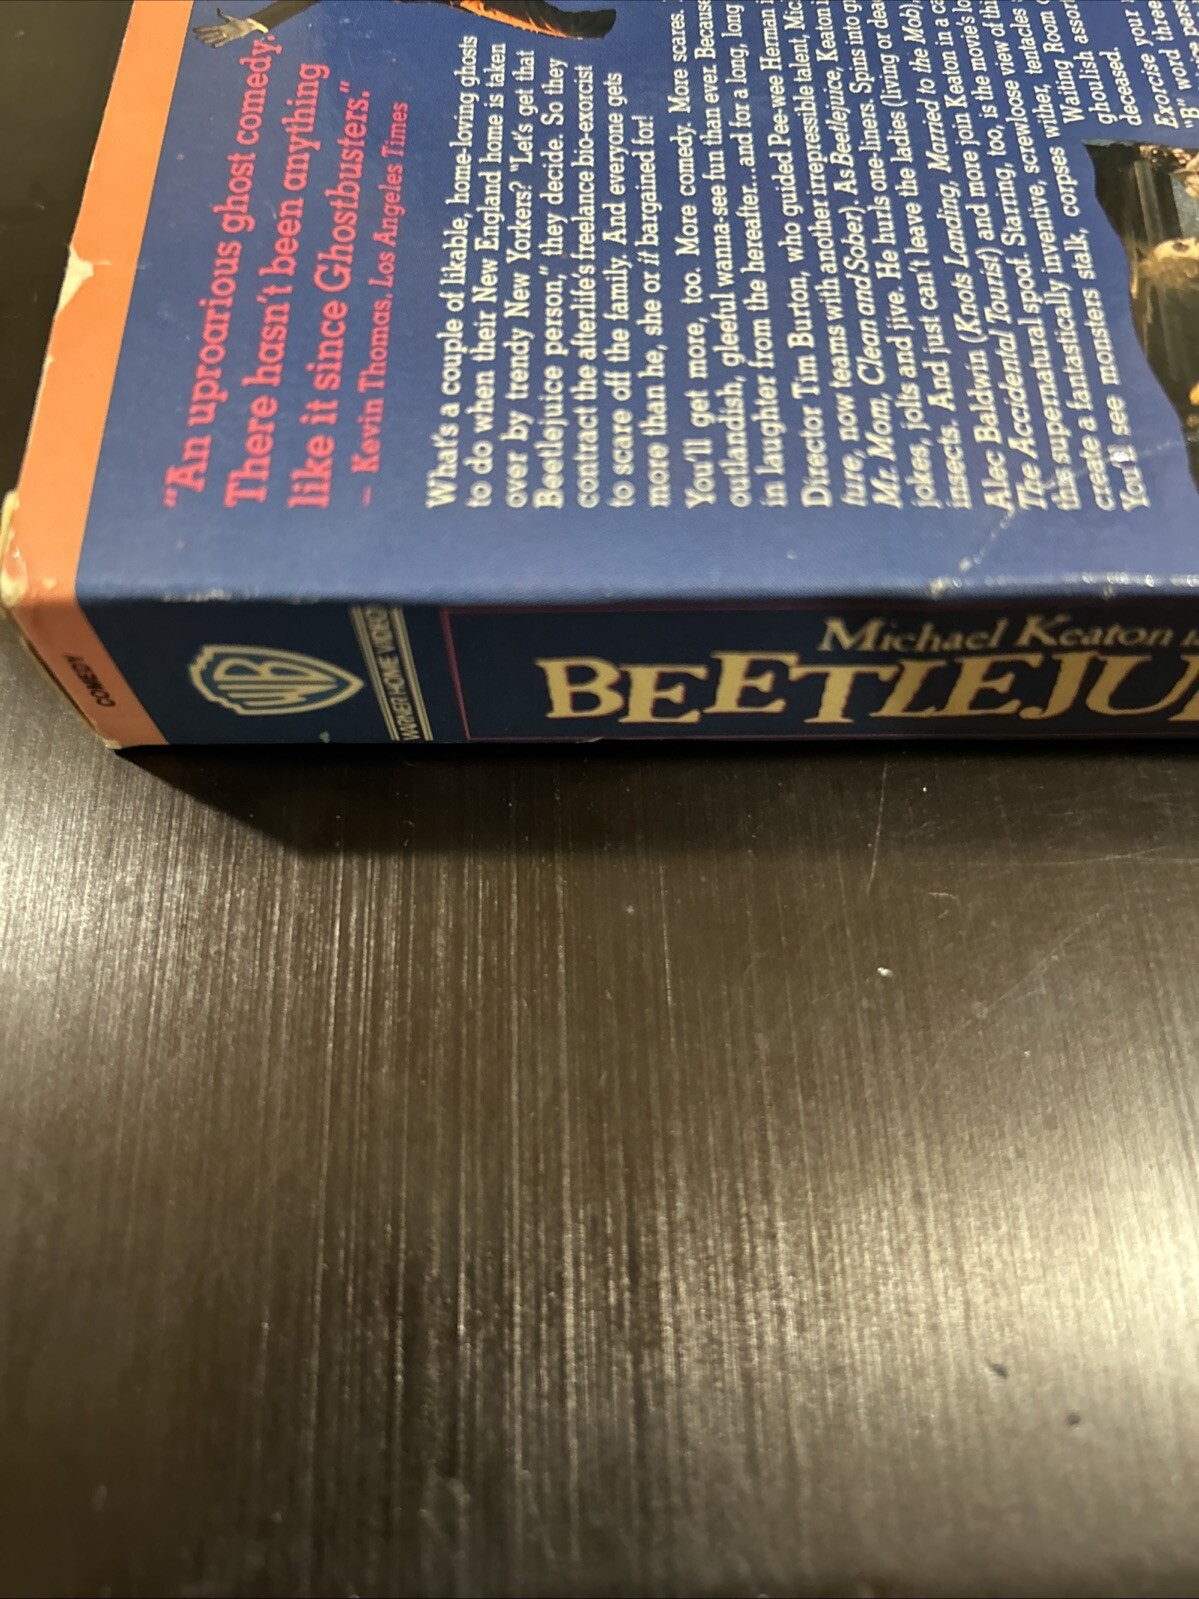 "An uproarious ghost comedy.
There hasn't been anything
like it since Ghostbusters."
– Kevin Thomas, Los Angeles Times
What's a couple of likable, home-loving ghosts
to do when their New England home is taken
over by trendy New Yorkers? "Let's get that
Beetlejuice person," they decide. So they
contact the afterlife's freelance bio-exorcist
to scare off the family. And everyone gets
more than he, she or it bargained for!
You'll get more, too. More comedy. More scares.
outlandish, gleeful wanna-see fun than ever. Because
in laughter from the hereafter...and for a long, long
Director Tim Burton, who guided Pee-wee Herman
ture, now teams with another irrepressible talent,
Mr. Mom, Clean and Sober). As Beetlejuice, Keaton
jokes, jolts and jive. He hurls one-liners. Spins into
insects. And just can't leave the ladies (living or dead)
Alec Baldwin (Knots Landing, Married to the Mob),
The Accidental Tourist) and more join Keaton in a
this supernatural spoof. Starring, too, is the movie's
create a fantastically inventive, screwloose view of
You'll see monsters stalk, corpses wither, tentacles
Waiting Room
ghoulish
deceased.
Exorcise your
"B" word three
COMEDY
WB
WARNER HOME VIDEO
Michael Keaton
BEETLEJU